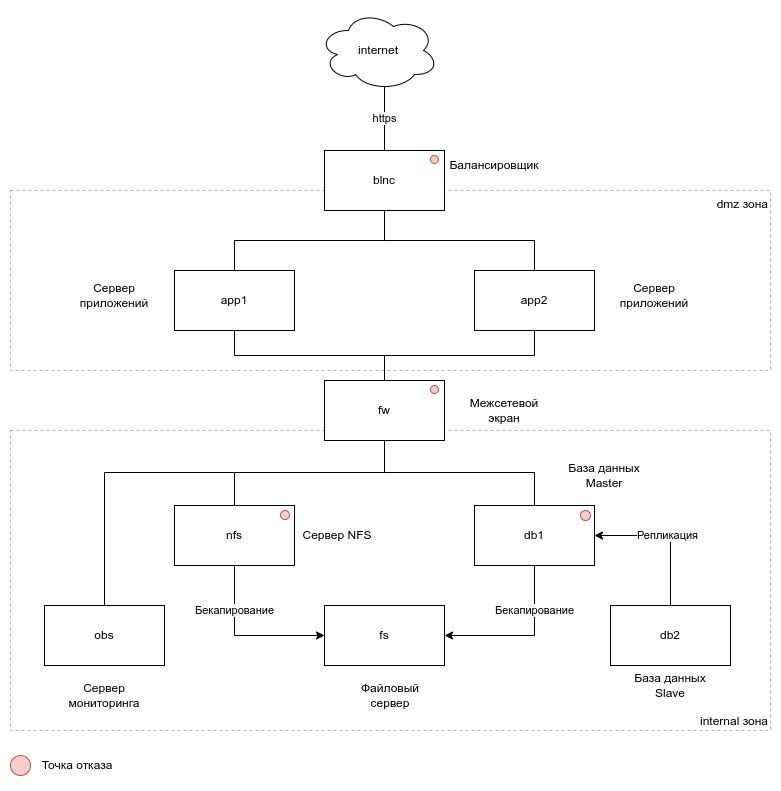 internet
https
blnc
Балансировщик
dmz зона
Сервер
приложений
app1
app2
Сервер
приложений
fw
Межсетевой
экран
База данных
Master
nfs
Сервер NFS
db1
Репликация
Бекапирование
Бекапирование
obs
fs
db2
Сервер
мониторинга
Файловый
сервер
База данных
Slave
internal зона
Точка отказа